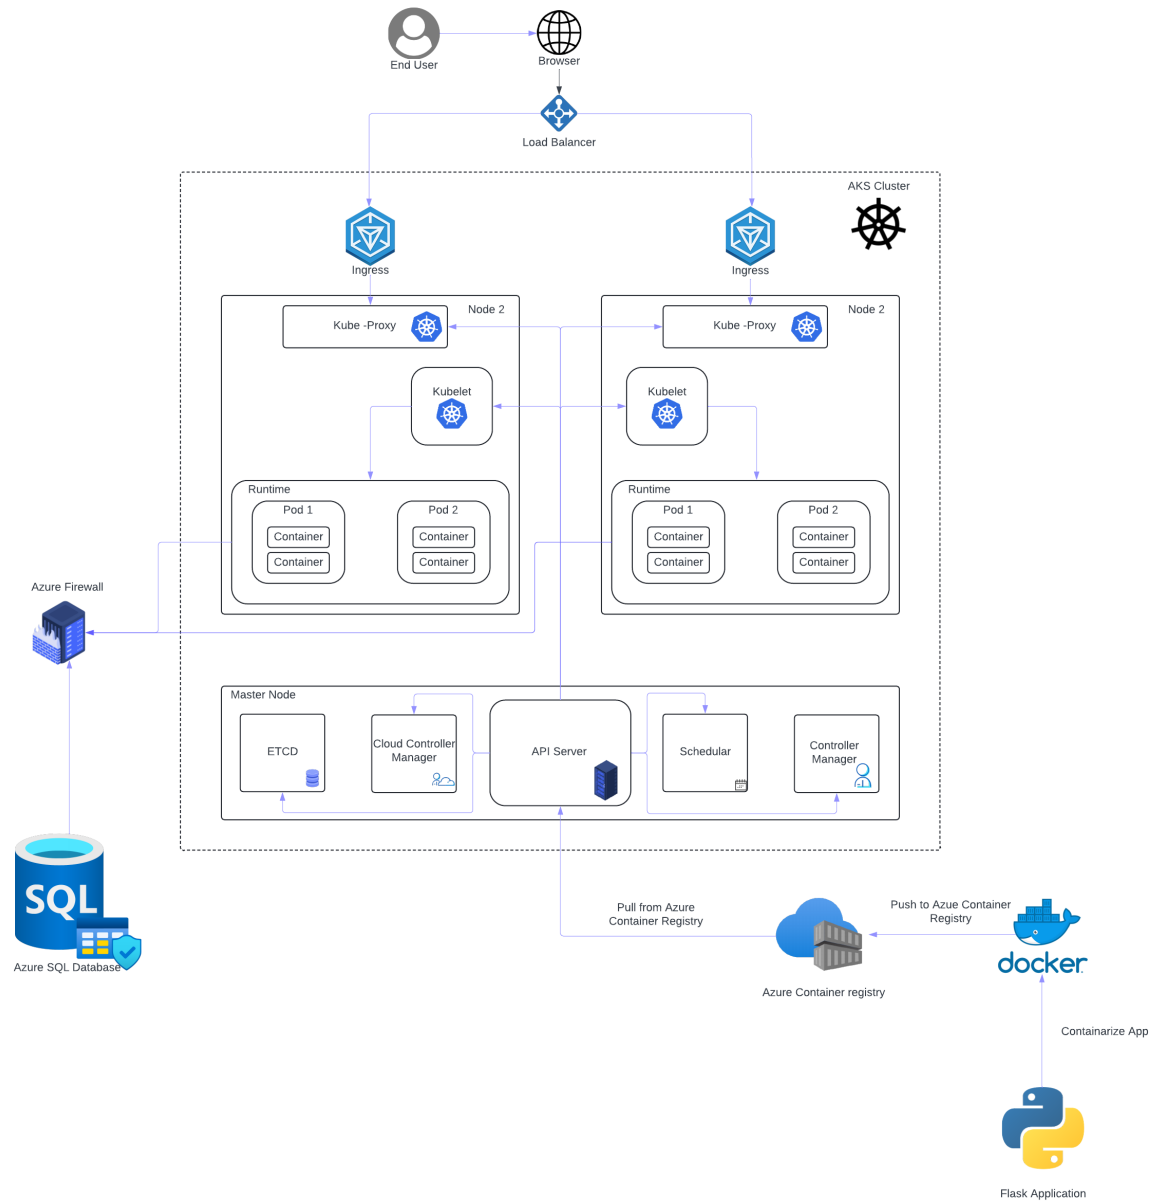 End User
Browser
Load Balancer
AKS Cluster
Ingress
Ingress
Node 2
Kube -Proxy
Node 2
Kube -Proxy
Kubelet
Kubelet
Runtime
Pod 1
Container
Container
Pod 2
Container
Container
Runtime
Pod 1
Container
Container
Pod 2
Container
Container
Azure Firewall
Master Node
ETCD
Cloud Controller
Manager
API Server
Schedular
Controller
Manager
SQL
Azure SQL Database
Pull from Azure
Container Registry
Push to Azue Container
Registry
docker
Azure Container registry
Containarize App
Flask Application